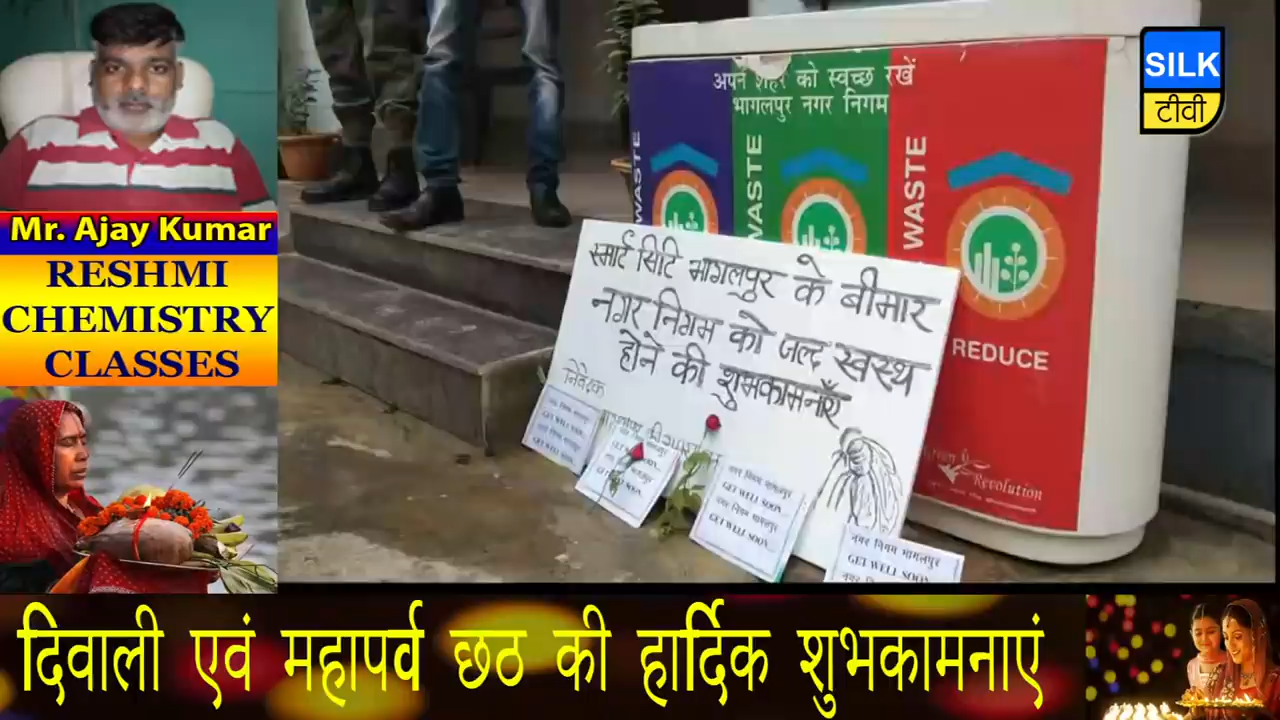 SILK
टीवी
Mr. Ajay Kumar
RESHMI
CHEMISTRY
CLASSES
अपने शहर को स्वच्छ रखें
भागलपुर नगर निगम
WASTE
WASTE
WASTE
REDUCE
Revolution
स्मार्ट सिटि भागलपुर के बीमार
नगर निगम को जल्द स्वस्थ
होने की शुभकामनाएँ
निवेदक
GET WELL SOON
GET WELL SOON
नगर निगम भागलपुर
GET WELL SOON
नगर निगम भागलपुर
GET WELL SOON
नगर निगम भागलपुर
GET WELL SOON
नगर निगम
दिवाली एवं महापर्व छठ की हार्दिक शुभकामनाएं